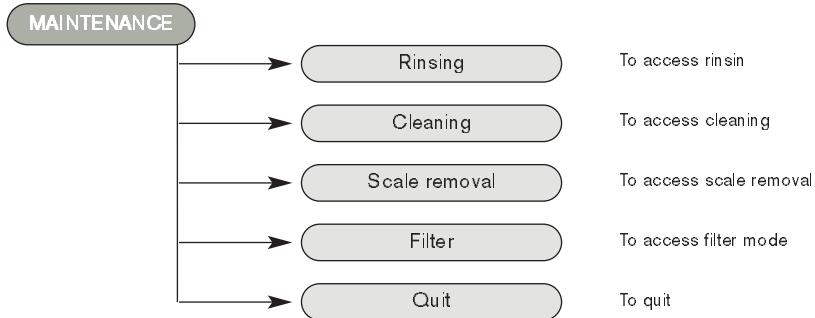 MAINTENANCE
Rinsing To access rinsin
Cleaning To access cleaning
Scale removal To access scale removal
Filter To access filter mode
Quit To quit